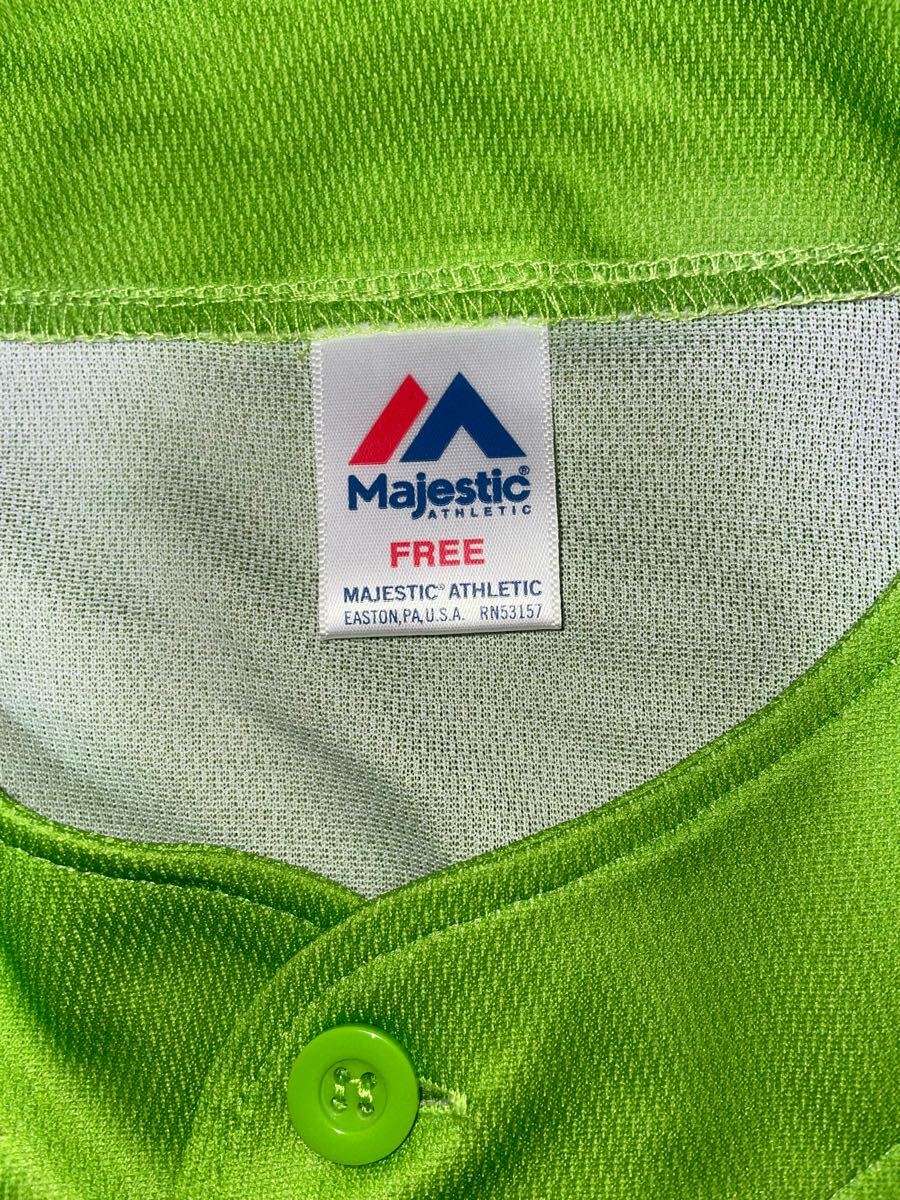 Majestic®
ATHLETIC
FREE
MAJESTIC® ATHLETIC
EASTON, PA, U.S.A. RN53157